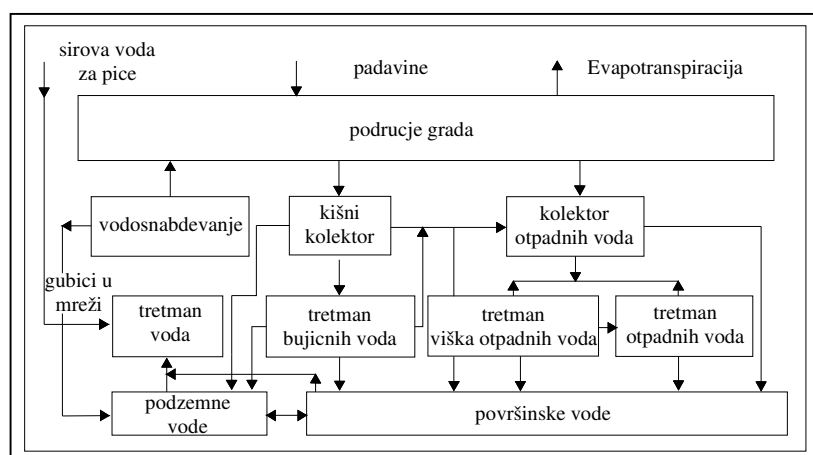 sirova voda
za pice
padavine
Evapotranspiracija
podrucje grada
vodosnabdevanje
kišni
kolektor
kolektor
otpadnih voda
gubici u
mreži
tretman
voda
tretman
bujicnih voda
tretman
viška otpadnih voda
tretman
otpadnih voda
podzemne
vode
površinske vode